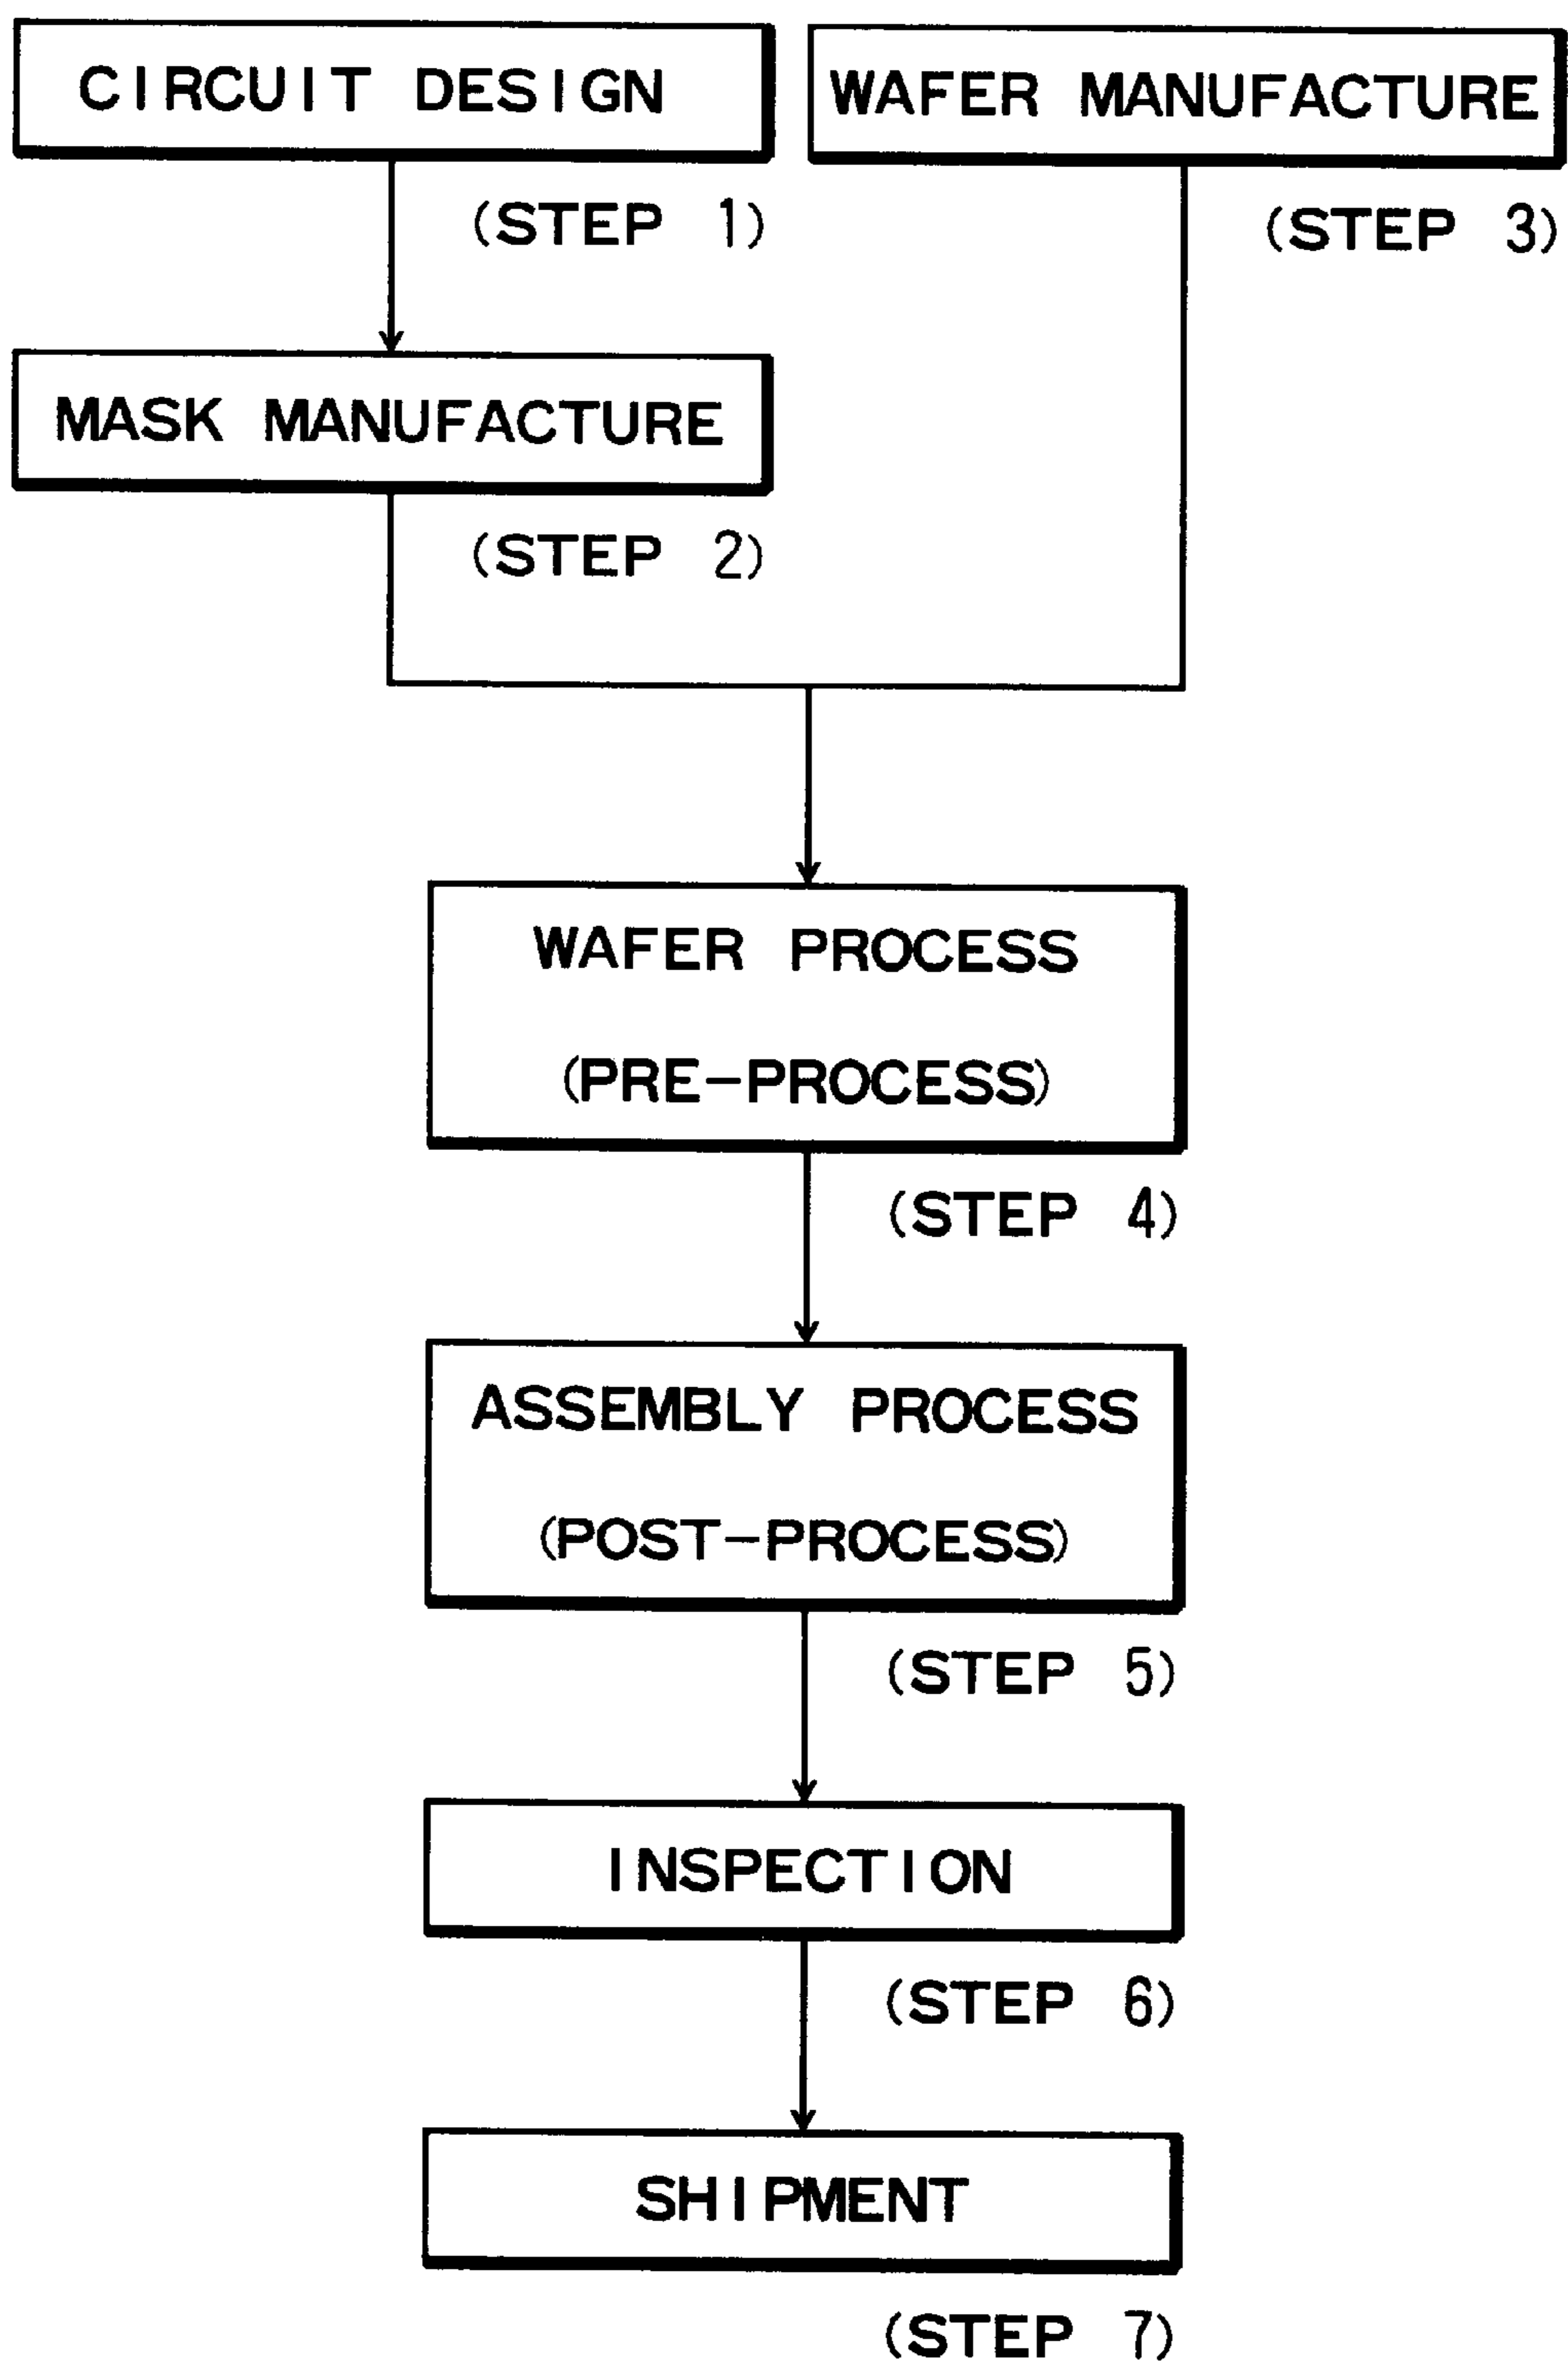 CIRCUIT DESIGN
(STEP 1)
WAFER MANUFACTURE
(STEP 3)
MASK MANUFACTURE
(STEP 2)
WAFER PROCESS
(PRE-PROCESS)
(STEP 4)
ASSEMBLY PROCESS
(POST-PROCESS)
(STEP 5)
INSPECTION
(STEP 6)
SHIPMENT
(STEP 7)